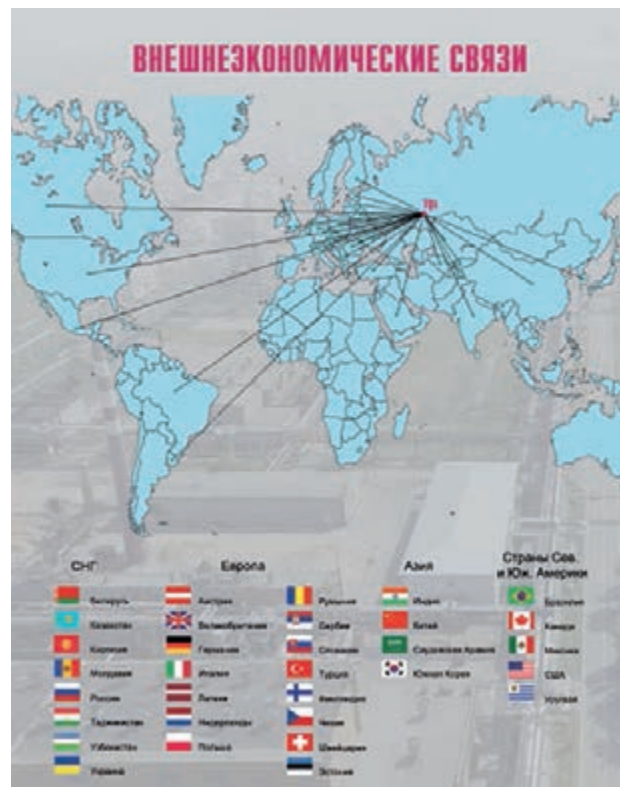 ВНЕШНЕЭКОНОМИЧЕСКИЕ СВЯЗИ
СНГ
Беларусь
Казахстан
Киргизия
Молдавия
Россия
Таджикистан
Узбекистан
Украина
Европа
Австрия
Великобритания
Германия
Италия
Латвия
Нидерланды
Польша
Румыния
Сербия
Словакия
Турция
Финляндия
Чехия
Швейцария
Эстония
Азия
Индия
Китай
Саудовская Аравия
Южная Корея
Страны Сев.
и Юж. Америки
Бразилия
Канада
Мексика
США
Уругвай